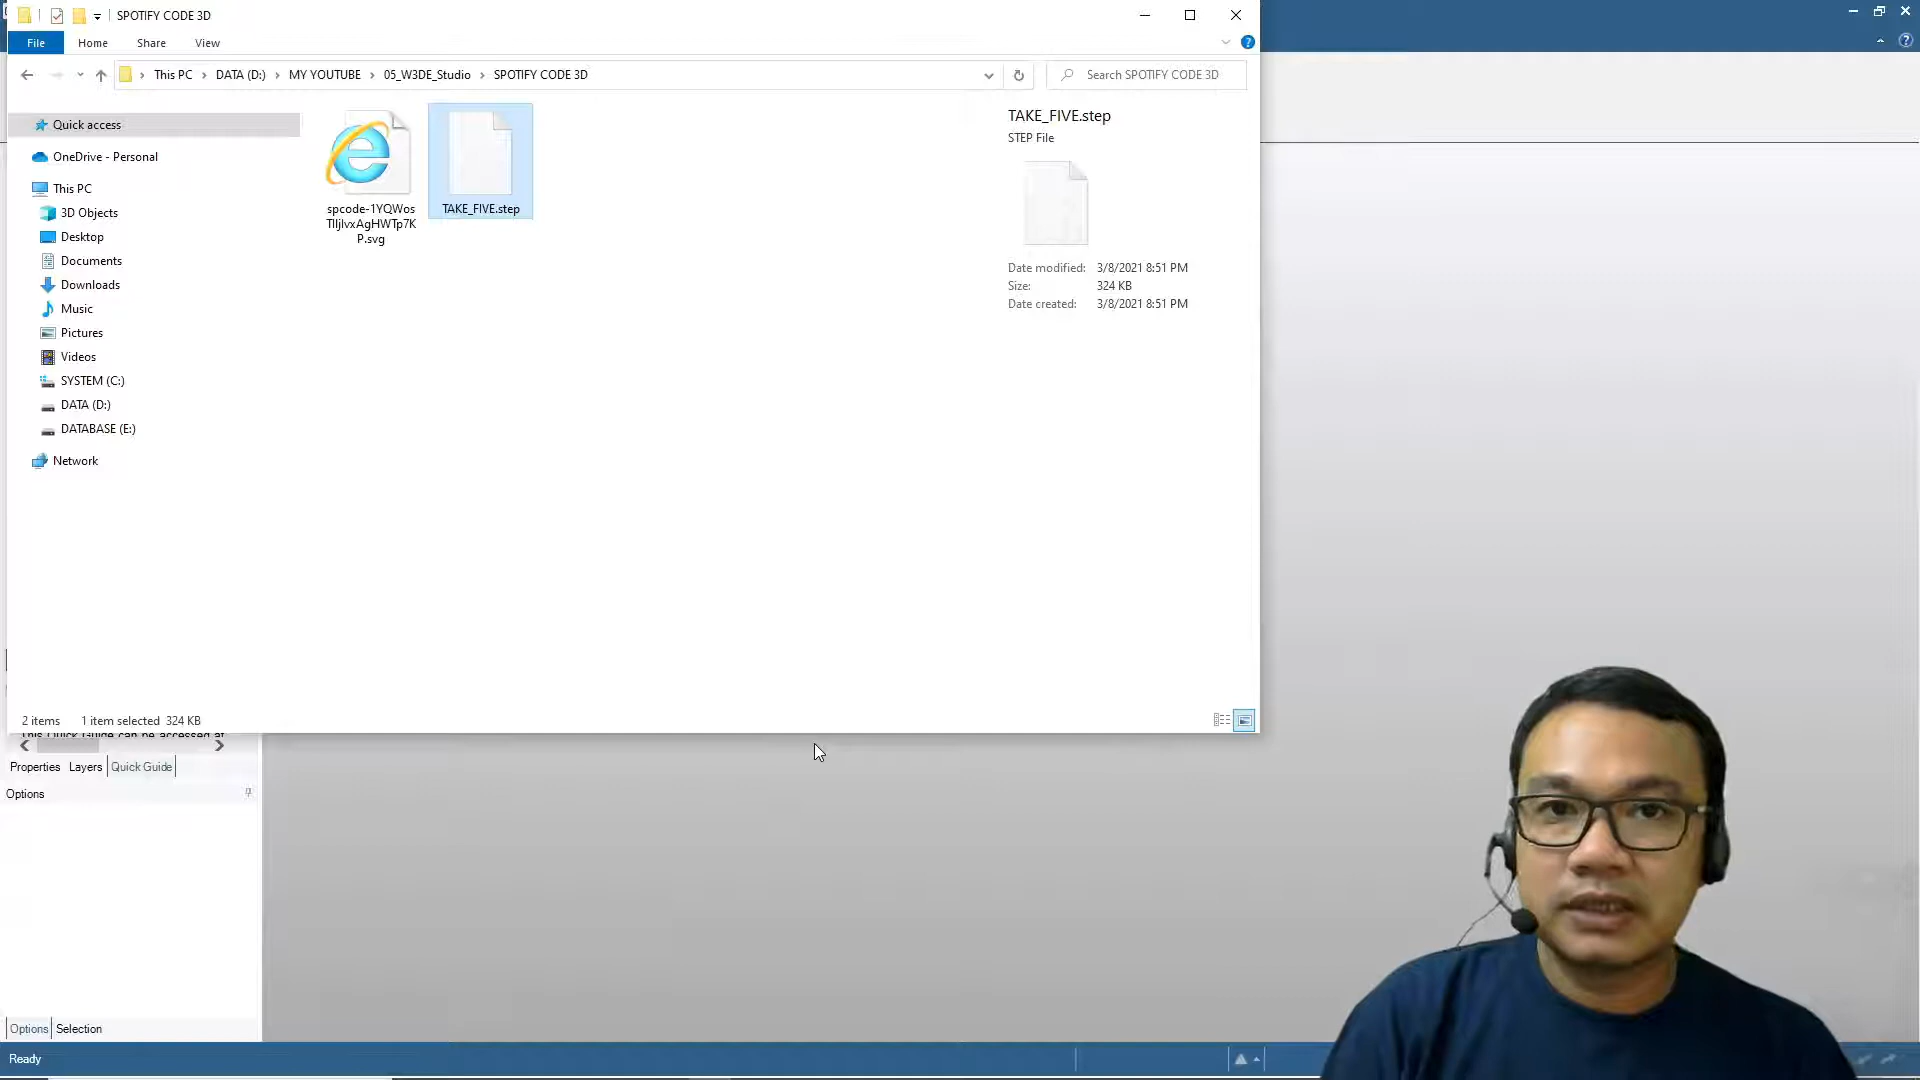 SPOTIFY CODE 3D
File Home Share View
This PC DATA (D:) MY YOUTUBE 05_W3DE_Studio SPOTIFY CODE 3D
Search SPOTIFY CODE 3D
Quick access
OneDrive - Personal
This PC
3D Objects
Desktop
Documents
Downloads
Music
Pictures
Videos
SYSTEM (C:)
DATA (D:)
DATABASE (E:)
Network
spcode-1YQWos
TlljlvxAgHWTp7K
P.svg
TAKE_FIVE.step
TAKE_FIVE.step
STEP File
Date modified: 3/8/2021 8:51 PM
Size: 324 KB
Date created: 3/8/2021 8:51 PM
2 items 1 item selected 324 KB
This Quick Guide can be accessed at
Properties Layers Quick Guide
Options
Options Selection
Ready